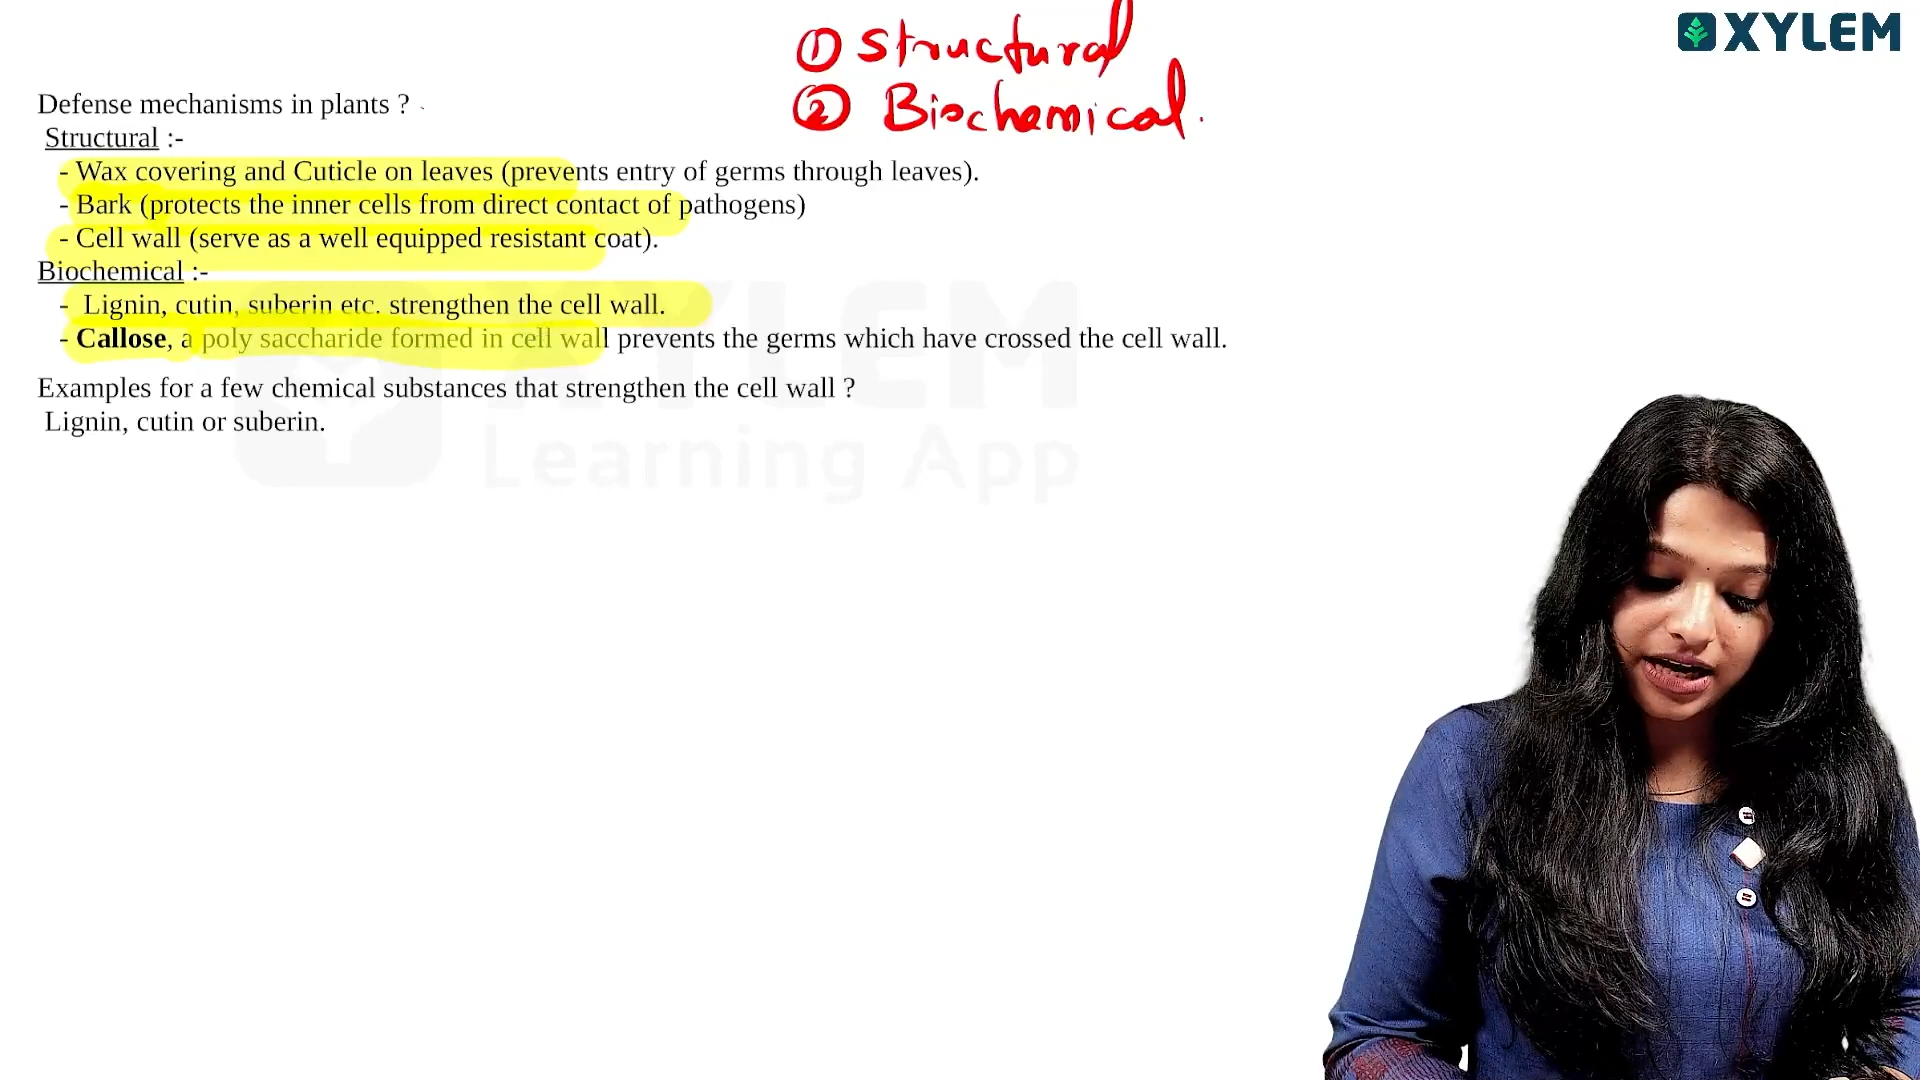 ① Structural
② Biochemical.
XYLEM
Defense mechanisms in plants ?
Structural :-
- Wax covering and Cuticle on leaves (prevents entry of germs through leaves).
- Bark (protects the inner cells from direct contact of pathogens)
- Cell wall (serve as a well equipped resistant coat).
Biochemical :-
- Lignin, cutin, suberin etc. strengthen the cell wall.
- Callose, a poly saccharide formed in cell wall prevents the germs which have crossed the cell wall.
Examples for a few chemical substances that strengthen the cell wall ?
Lignin, cutin or suberin.
XYLEM
Learning App